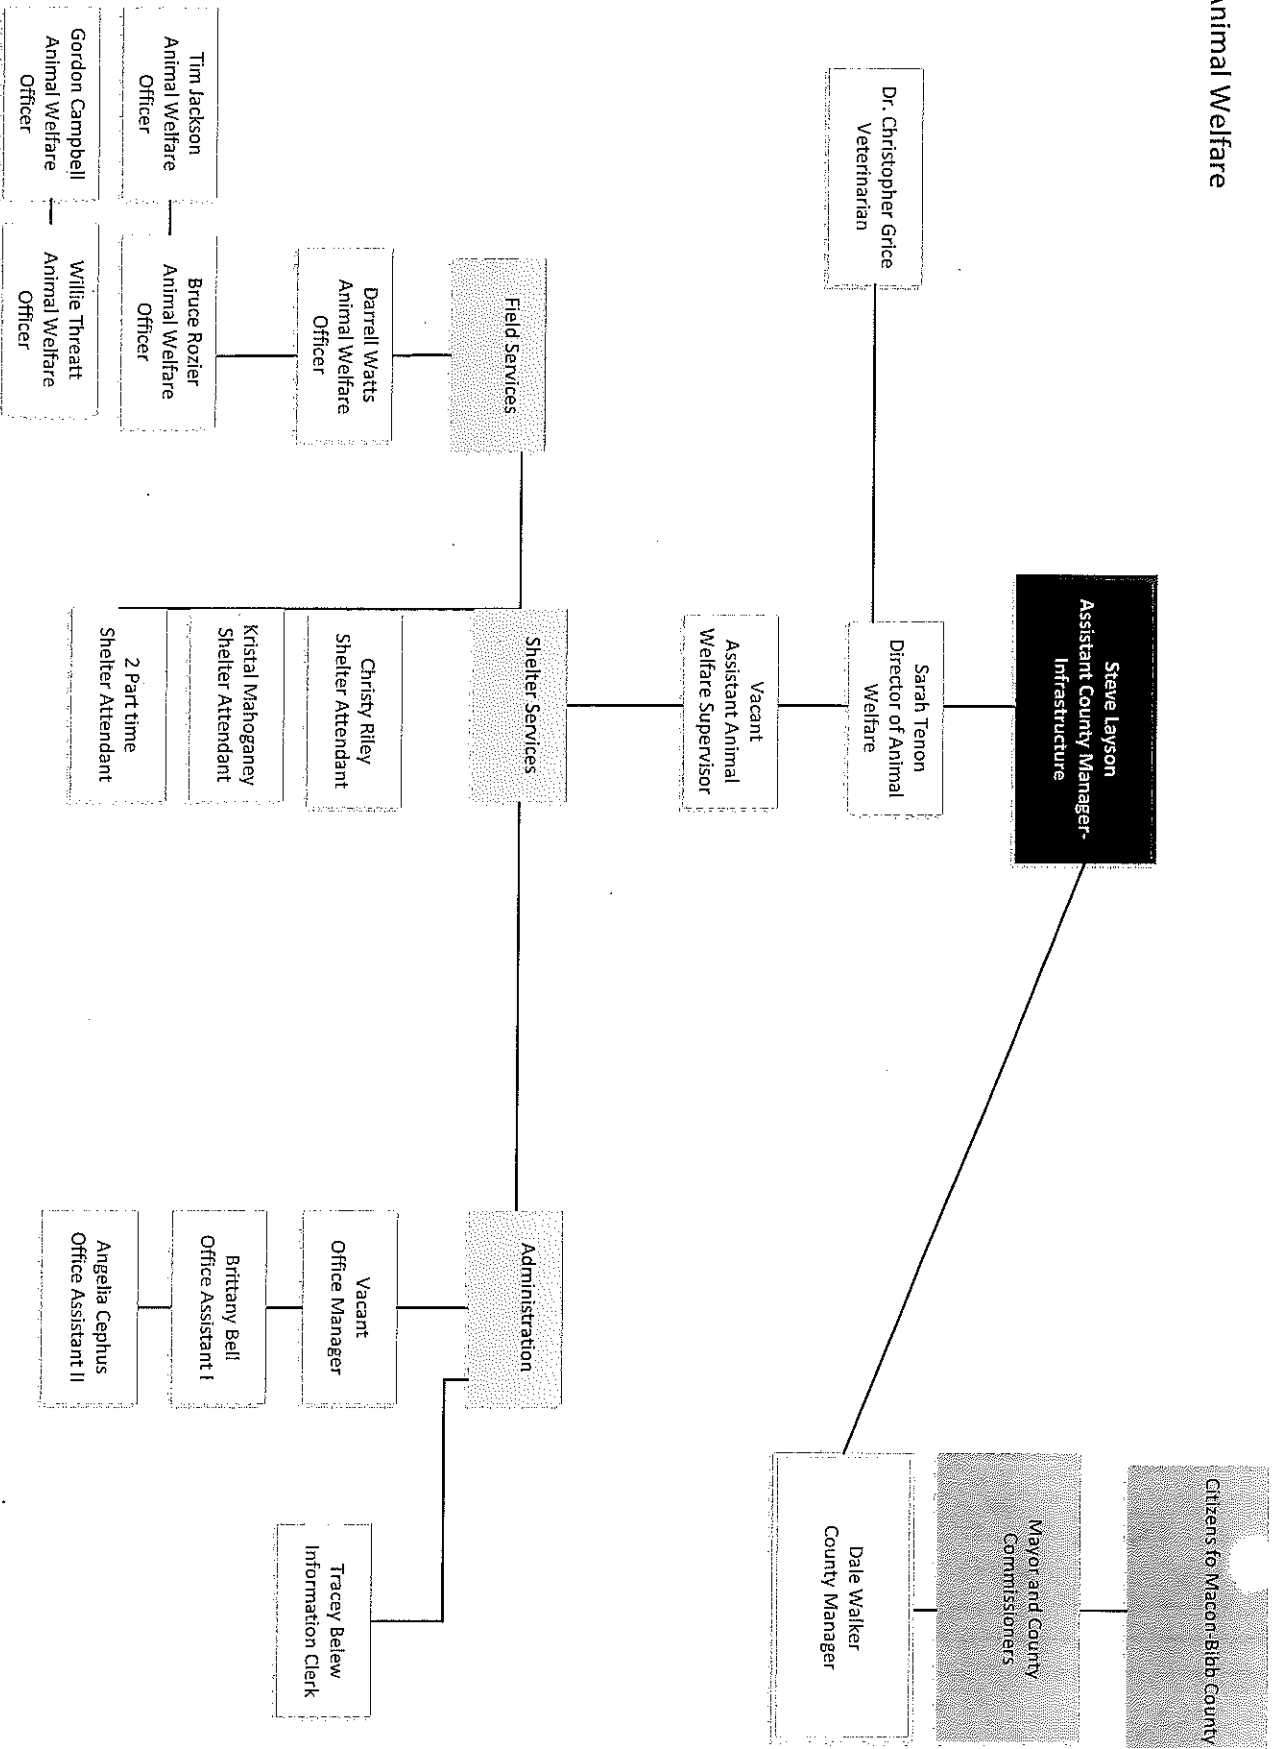 Animal Welfare
Citizens fo Macon-Bibb County
Mayor and County
Commissioners
Dale Walker
County Manager
Steve Layson
Assistant County Manager-
Infrastructure
Dr. Christopher Grice
Veterinarian
Sarah Tenon
Director of Animal
Welfare
Vacant
Assistant Animal
Welfare Supervisor
Field Services
Shelter Services
Administration
Darrell Watts
Animal Welfare
Officer
Tim Jackson
Animal Welfare
Officer
Bruce Rozier
Animal Welfare
Officer
Gordon Campbell
Animal Welfare
Officer
Willie Threatt
Animal Welfare
Officer
Christy Riley
Shelter Attendant
Kristal Mahoganey
Shelter Attendant
2 Part time
Shelter Attendant
Vacant
Office Manager
Brittany Bell
Office Assistant I
Angelia Cephus
Office Assistant II
Tracey Belew
Information Clerk